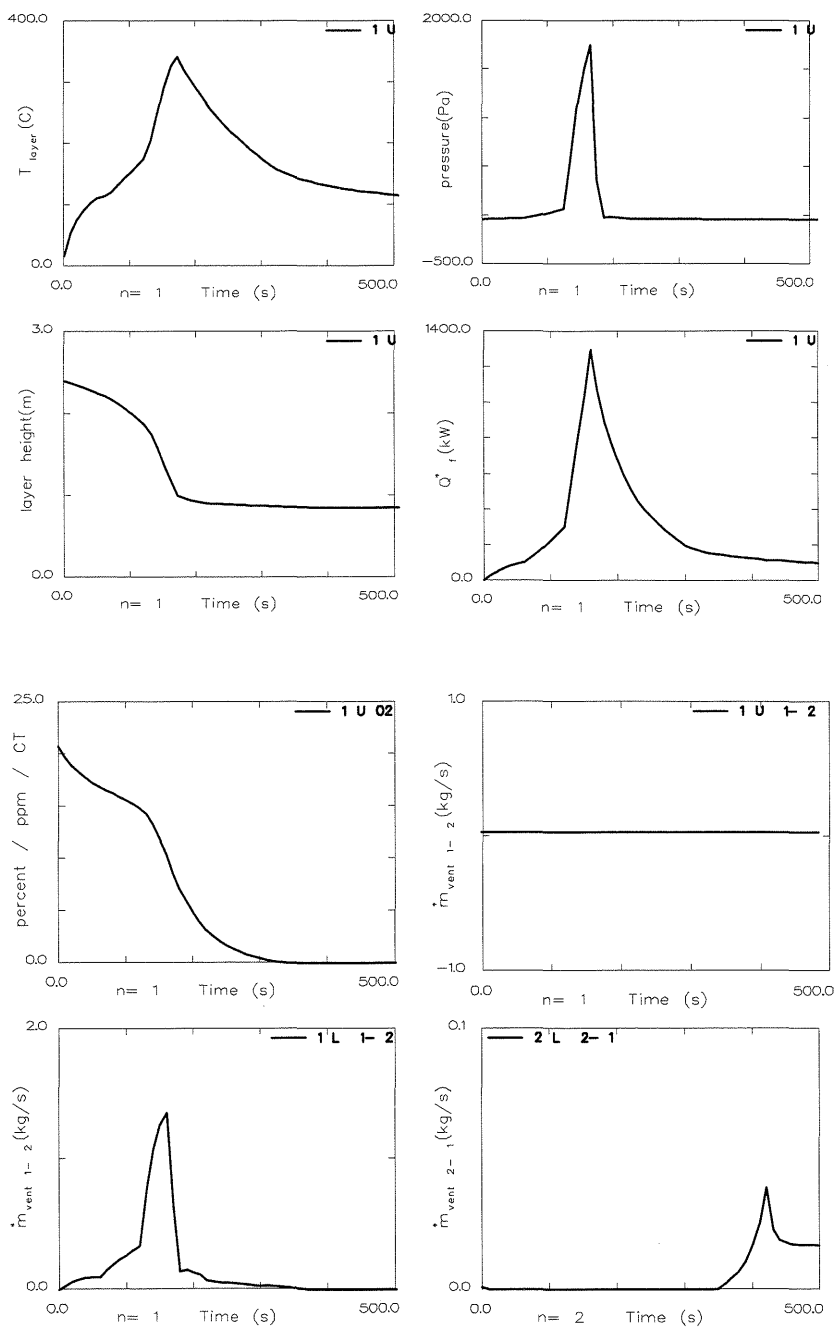 400.0
1 U
T layer (C)
0.0
0.0
500.0
n= 1 Time (s)
2000.0
1 U
pressure(Pa)
-500.0
0.0
500.0
n= 1 Time (s)
3.0
1 U
layer height(m)
0.0
0.0
500.0
n= 1 Time (s)
1400.0
1 U
Q* f (kW)
0.0
0.0
500.0
n= 1 Time (s)
25.0
1 U O2
percent / ppm / CT
0.0
0.0
500.0
n= 1 Time (s)
1.0
1 U 1- 2
*m vent 1- 2 (kg/s)
-1.0
0.0
500.0
n= 1 Time (s)
2.0
1 L 1- 2
*m vent 1- 2 (kg/s)
0.0
0.0
500.0
n= 1 Time (s)
0.1
2 L 2- 1
*m vent 2- 1 (kg/s)
0.0
0.0
500.0
n= 2 Time (s)